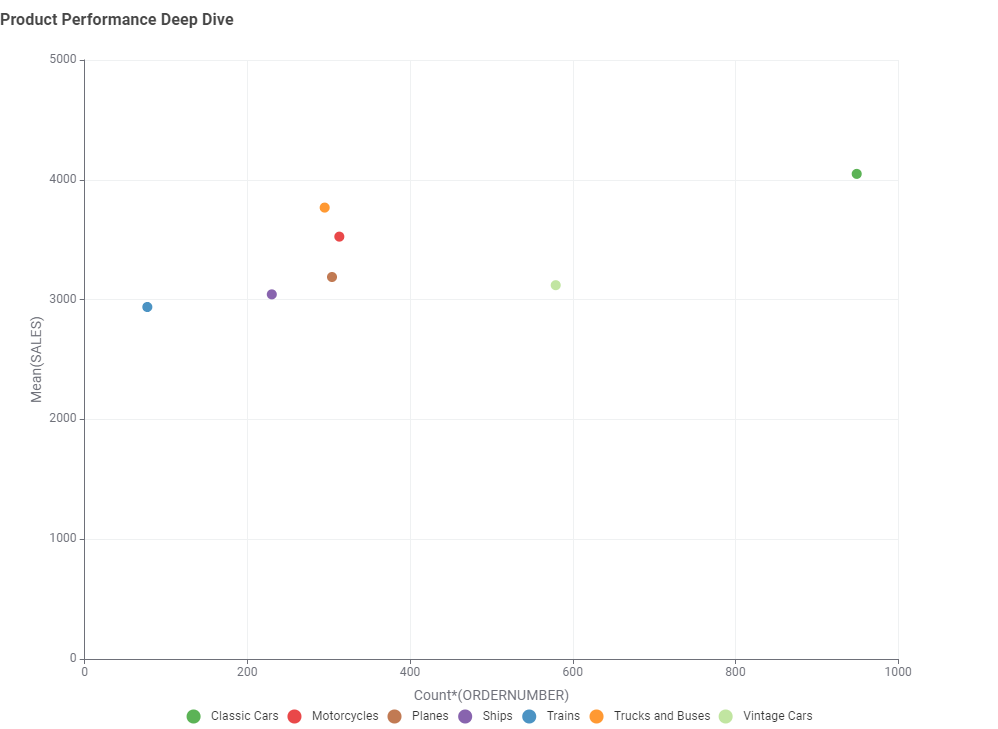 Product Performance Deep Dive
5000
4000
3000
2000
1000
0
Mean(SALES)
0 200 400 600 800 1000
Count*(ORDERNUMBER)
Classic Cars Motorcycles Planes Ships Trains Trucks and Buses Vintage Cars